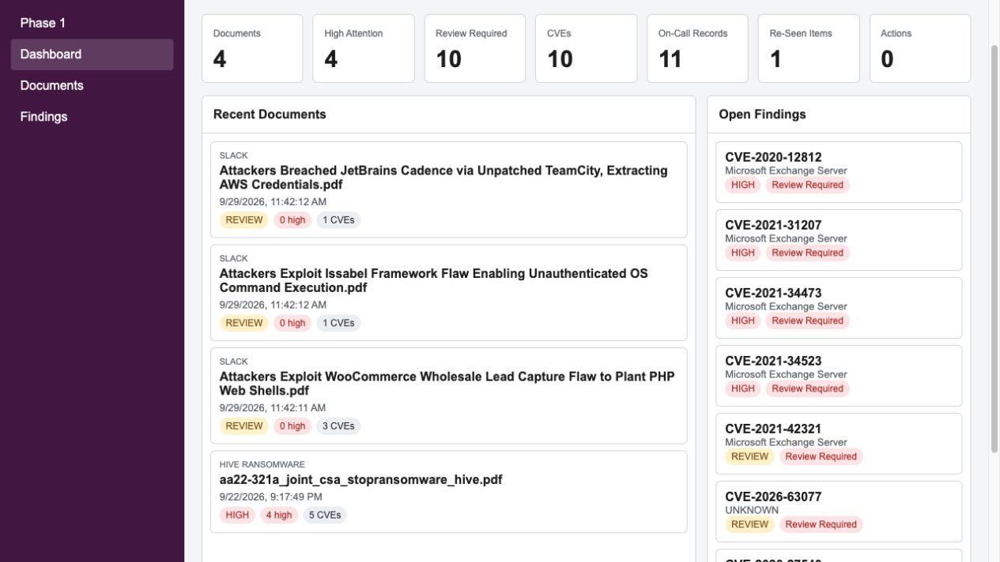 Phase 1
Dashboard
Documents
Findings
Documents
4
High Attention
4
Review Required
10
CVEs
10
On-Call Records
11
Re-Seen Items
1
Actions
0
Recent Documents
SLACK
Attackers Breached JetBrains Cadence via Unpatched TeamCity, Extracting
AWS Credentials.pdf
9/29/2026, 11:42:12 AM
REVIEW 0 high 1 CVEs
SLACK
Attackers Exploit Issabel Framework Flaw Enabling Unauthenticated OS
Command Execution.pdf
9/29/2026, 11:42:12 AM
REVIEW 0 high 1 CVEs
SLACK
Attackers Exploit WooCommerce Wholesale Lead Capture Flaw to Plant PHP
Web Shells.pdf
9/29/2026, 11:42:11 AM
REVIEW 0 high 3 CVEs
HIVE RANSOMWARE
aa22-321a_joint_csa_stopransomware_hive.pdf
9/22/2026, 9:17:49 PM
HIGH 4 high 5 CVEs
Open Findings
CVE-2020-12812
Microsoft Exchange Server
HIGH Review Required
CVE-2021-31207
Microsoft Exchange Server
HIGH Review Required
CVE-2021-34473
Microsoft Exchange Server
HIGH Review Required
CVE-2021-34523
Microsoft Exchange Server
HIGH Review Required
CVE-2021-42321
Microsoft Exchange Server
REVIEW Review Required
CVE-2026-63077
UNKNOWN
REVIEW Review Required